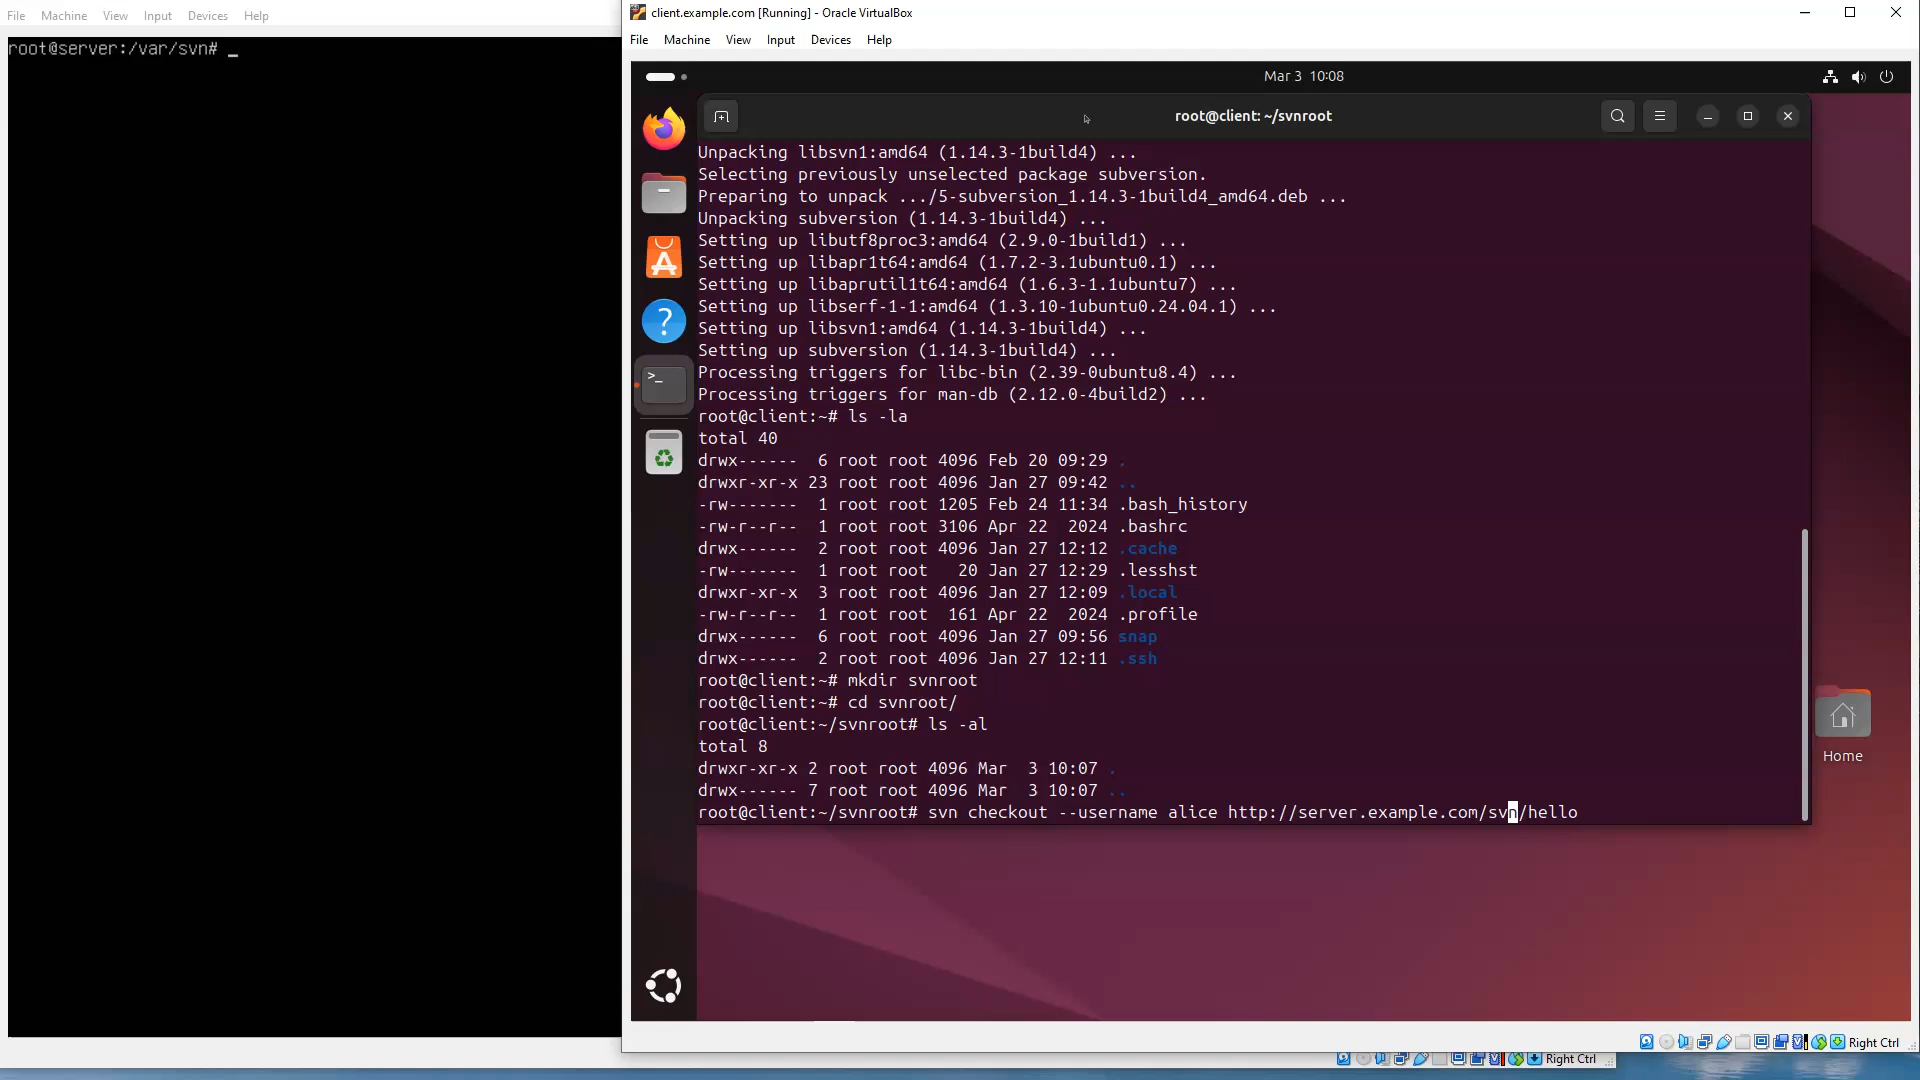 File Machine View Input Devices Help
root@server:/var/svn# _
client.example.com [Running] - Oracle VirtualBox
File Machine View Input Devices Help
Mar 3 10:08
root@client: ~/svnroot
Unpacking libsvn1:amd64 (1.14.3-1build4) ...
Selecting previously unselected package subversion.
Preparing to unpack .../5-subversion_1.14.3-1build4_amd64.deb ...
Unpacking subversion (1.14.3-1build4) ...
Setting up libutf8proc3:amd64 (2.9.0-1build1) ...
Setting up libapr1t64:amd64 (1.7.2-3.1ubuntu0.1) ...
Setting up libaprutil1t64:amd64 (1.6.3-1.1ubuntu7) ...
Setting up libserf-1-1:amd64 (1.3.10-1ubuntu0.24.04.1) ...
Setting up libsvn1:amd64 (1.14.3-1build4) ...
Setting up subversion (1.14.3-1build4) ...
Processing triggers for libc-bin (2.39-0ubuntu8.4) ...
Processing triggers for man-db (2.12.0-4build2) ...
root@client:~# ls -la
total 40
drwx------  6 root root 4096 Feb 20 09:29 .
drwxr-xr-x 23 root root 4096 Jan 27 09:42 ..
-rw-------  1 root root 1205 Feb 24 11:34 .bash_history
-rw-r--r--  1 root root 3106 Apr 22  2024 .bashrc
drwx------  2 root root 4096 Jan 27 12:12 .cache
-rw-------  1 root root   20 Jan 27 12:29 .lesshst
drwxr-xr-x  3 root root 4096 Jan 27 12:09 .local
-rw-r--r--  1 root root  161 Apr 22  2024 .profile
drwx------  6 root root 4096 Jan 27 09:56 snap
drwx------  2 root root 4096 Jan 27 12:11 .ssh
root@client:~# mkdir svnroot
root@client:~# cd svnroot/
root@client:~/svnroot# ls -al
total 8
drwxr-xr-x 2 root root 4096 Mar  3 10:07 .
drwx------ 7 root root 4096 Mar  3 10:07 ..
root@client:~/svnroot# svn checkout --username alice http://server.example.com/svn/hello
Home
Right Ctrl
Right Ctrl